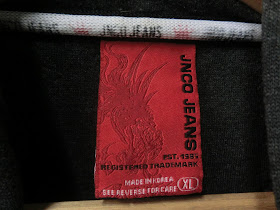 JNCO JEANS
JNCO JEANS
EST. 1985
REGISTERED TRADEMARK
MADE IN KOREA
SEE REVERSE FOR CARE
XL